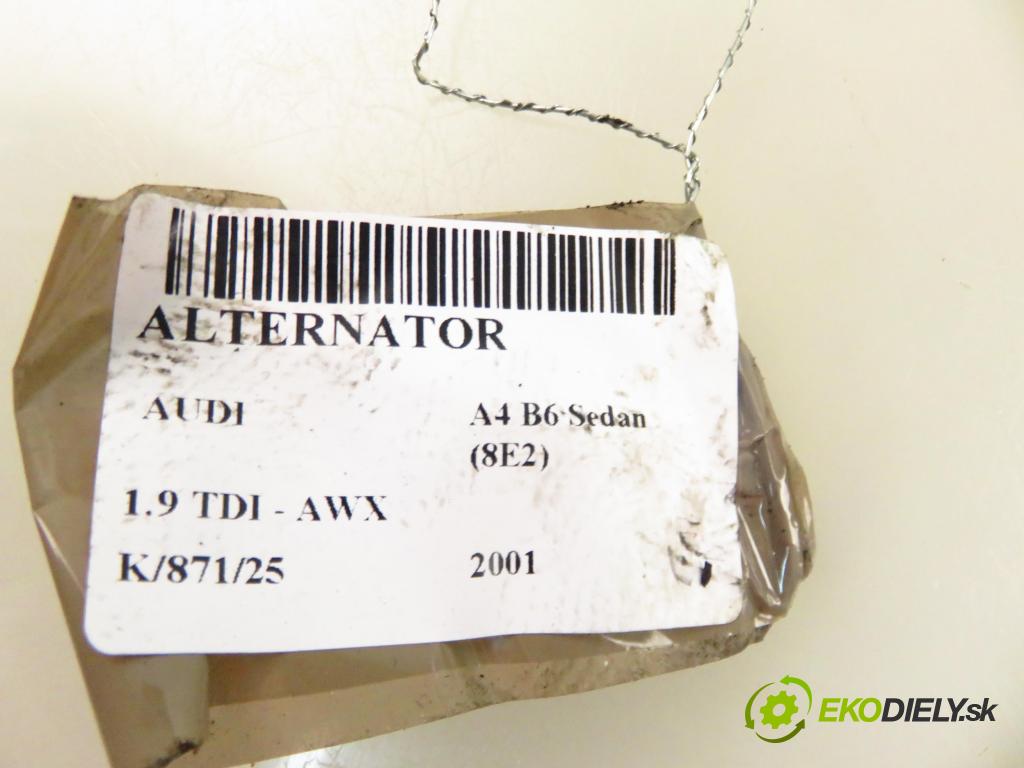 ALTERNATOR
AUDI A4 B6 Sedan
(8E2)
1.9 TDI - AWX
K/871/25 2001
EKODIELY.sk